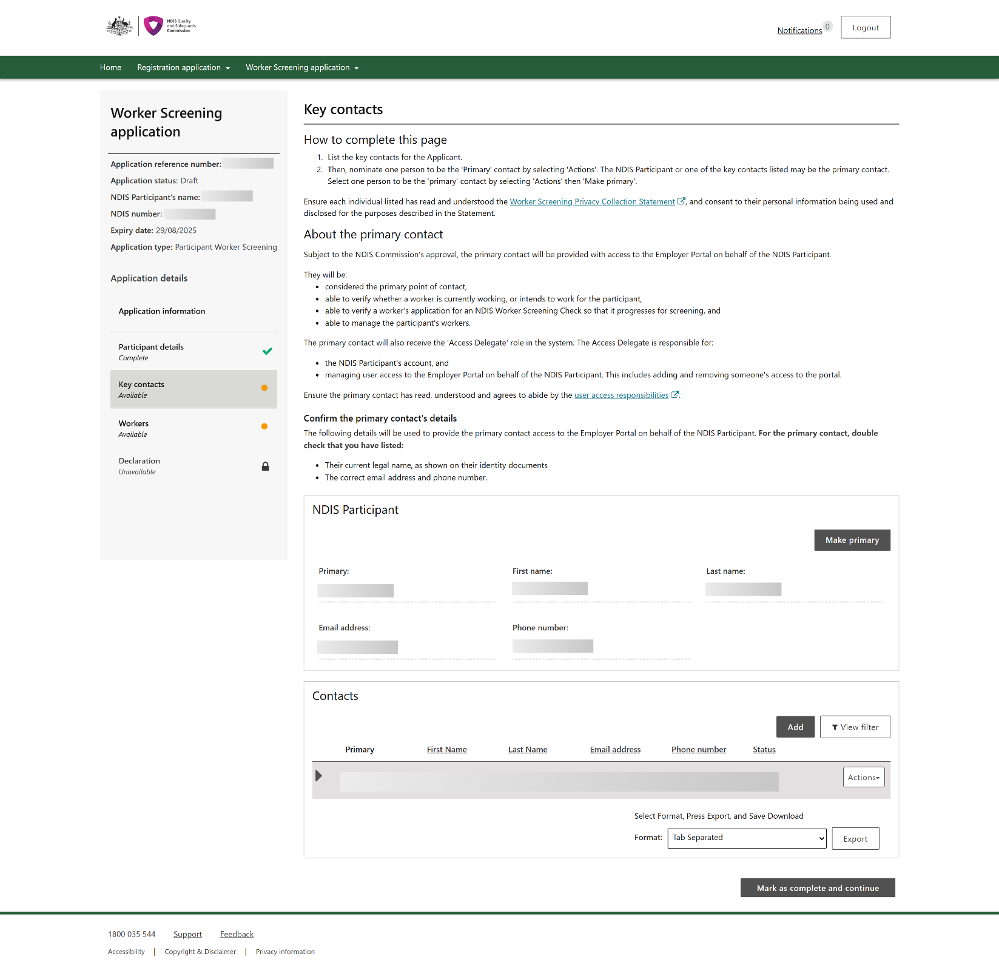 NDIS Quality
and Safeguards
Commission
Notifications 0
Logout
Home
Registration application
Worker Screening application
Worker Screening
application
Application reference number:
Application status: Draft
NDIS Participant's name:
NDIS number:
Expiry date: 29/08/2025
Application type: Participant Worker Screening
Application details
Application information
Participant details
Complete
Key contacts
Available
Workers
Available
Declaration
Unavailable
Key contacts
How to complete this page
1. List the key contacts for the Applicant.
2. Then, nominate one person to be the 'Primary' contact by selecting 'Actions'. The NDIS Participant or one of the key contacts listed may be the primary contact.
Select one person to be the 'primary' contact by selecting 'Actions' then 'Make primary'.
Ensure each individual listed has read and understood the Worker Screening Privacy Collection Statement, and consent to their personal information being used and
disclosed for the purposes described in the Statement.
About the primary contact
Subject to the NDIS Commission's approval, the primary contact will be provided with access to the Employer Portal on behalf of the NDIS Participant.
They will be:
• considered the primary point of contact,
• able to verify whether a worker is currently working, or intends to work for the participant,
• able to verify a worker's application for an NDIS Worker Screening Check so that it progresses for screening, and
• able to manage the participant's workers.
The primary contact will also receive the 'Access Delegate' role in the system. The Access Delegate is responsible for:
• the NDIS Participant's account, and
• managing user access to the Employer Portal on behalf of the NDIS Participant. This includes adding and removing someone's access to the portal.
Ensure the primary contact has read, understood and agrees to abide by the user access responsibilities.
Confirm the primary contact's details
The following details will be used to provide the primary contact access to the Employer Portal on behalf of the NDIS Participant. For the primary contact, double
check that you have listed:
• Their current legal name, as shown on their identity documents
• The correct email address and phone number.
NDIS Participant
Make primary
Primary:
First name:
Last name:
Email address:
Phone number:
Contacts
Add
View filter
Primary
First Name
Last Name
Email address
Phone number
Status
Actions
Select Format, Press Export, and Save Download
Format: Tab Separated
Export
Mark as complete and continue
1800 035 544
Support
Feedback
Accessibility | Copyright & Disclaimer | Privacy information